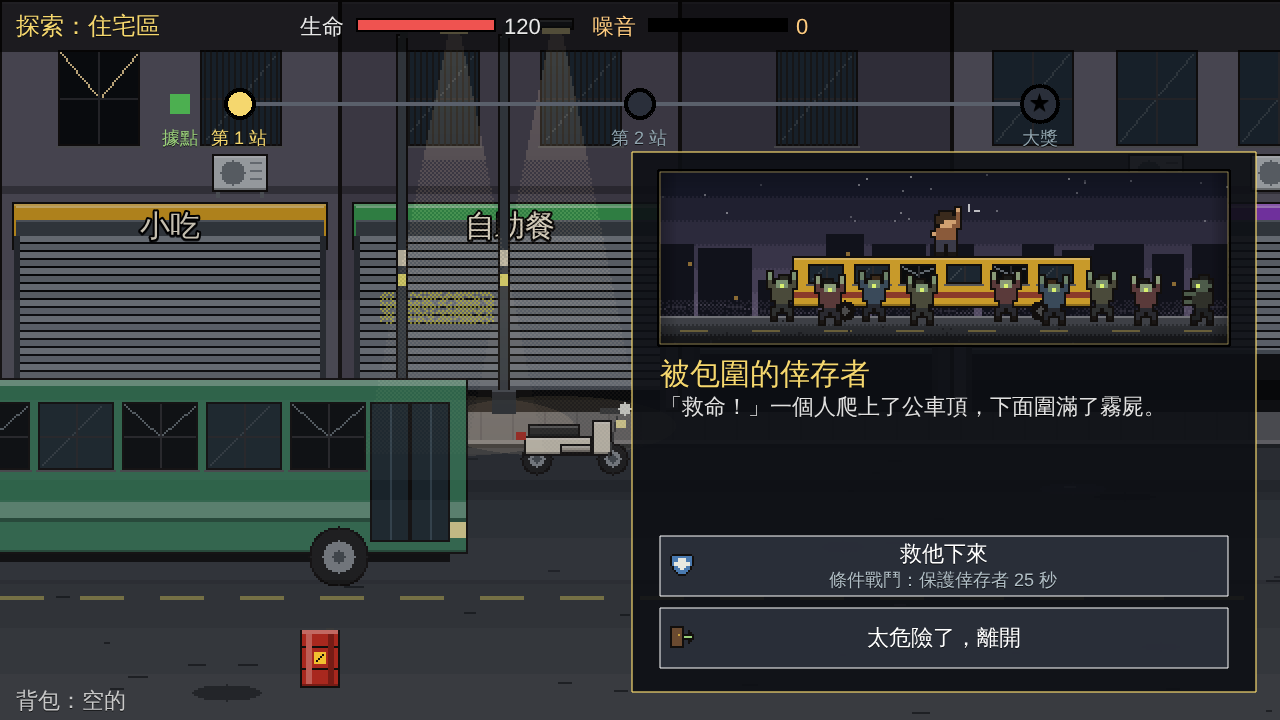 探索：住宅區
生命 120 噪音 0
據點 第 1 站 第 2 站 大獎
小吃
自助餐
被包圍的倖存者
「救命！」一個人爬上了公車頂，下面圍滿了霧屍。
救他下來
條件戰鬥：保護倖存者 25 秒
太危險了，離開
背包：空的